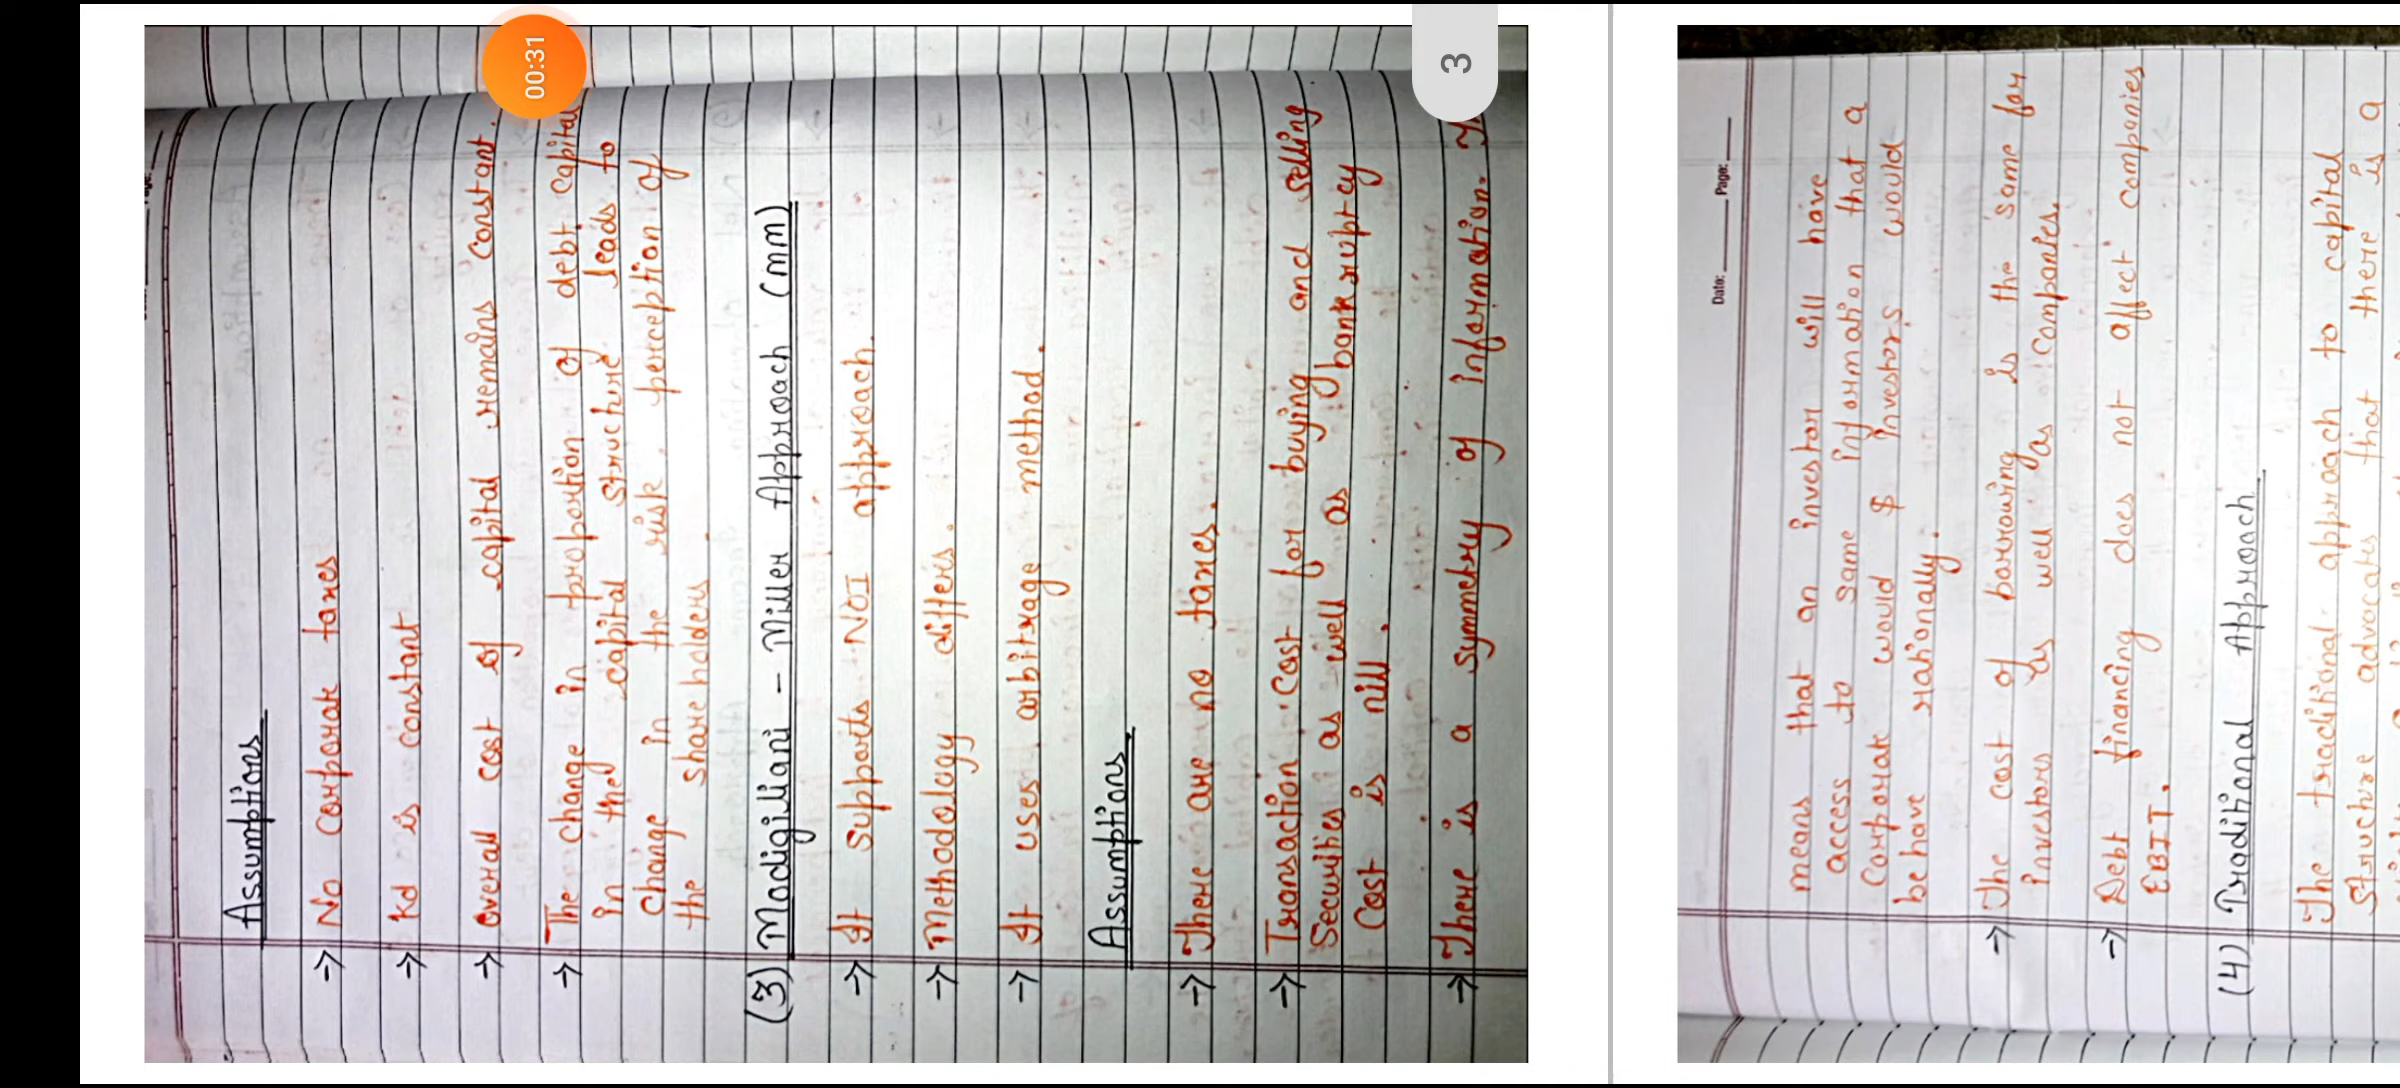 00:31
3
Assumptions
→ No corporate taxes
→ Kd is constant
→ overall cost of capital remains constant.
→ The change in proportion of debt capital
in the capital structure leads to
change in the risk perception of
the shareholders
(3) Modigiliani - Miller Approach (mm)
→ It supports NOI approach.
→ Methodology differs.
→ It uses arbitrage method.
Assumptions
→ There are no taxes.
→ Transaction cost for buying and selling
Securities as well as bankruptcy
Cost is nill.
→ There is a symmetry of information.
Date: Page:
means that an investor will have
access to same information that a
corporate would $ investors would
behave rationally.
→ The cost of borrowing is the same for
investors as well as companies.
→ Debt financing does not affect companies
EBIT.
(4) Traditional Approach
The traditional approach to capital
Structure advocates that there is a